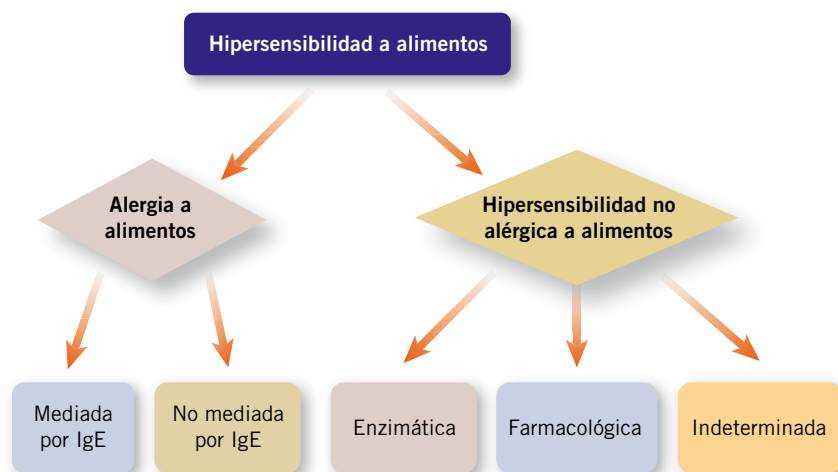 Hipersensibilidad a alimentos
Alergia a
alimentos
Hipersensibilidad no
alérgica a alimentos
Mediada
por IgE
No mediada
por IgE
Enzimática
Farmacológica
Indeterminada